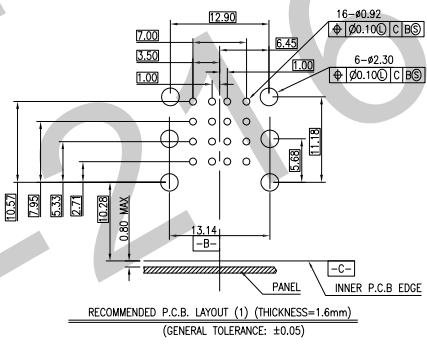 12.90
16-ø0.92
⌖ ø0.10Ⓛ C BⓈ
7.00
3.50
6.45
6-ø2.30
1.00
1.00
⌖ ø0.10Ⓛ C BⓈ
10.57
7.95
5.33
2.71
10.28
0.80 MAX
5.68
11.18
13.14
-B-
-C-
PANEL
INNER P.C.B EDGE
RECOMMENDED P.C.B. LAYOUT (1) (THICKNESS=1.6mm)
(GENERAL TOLERANCE: ±0.05)